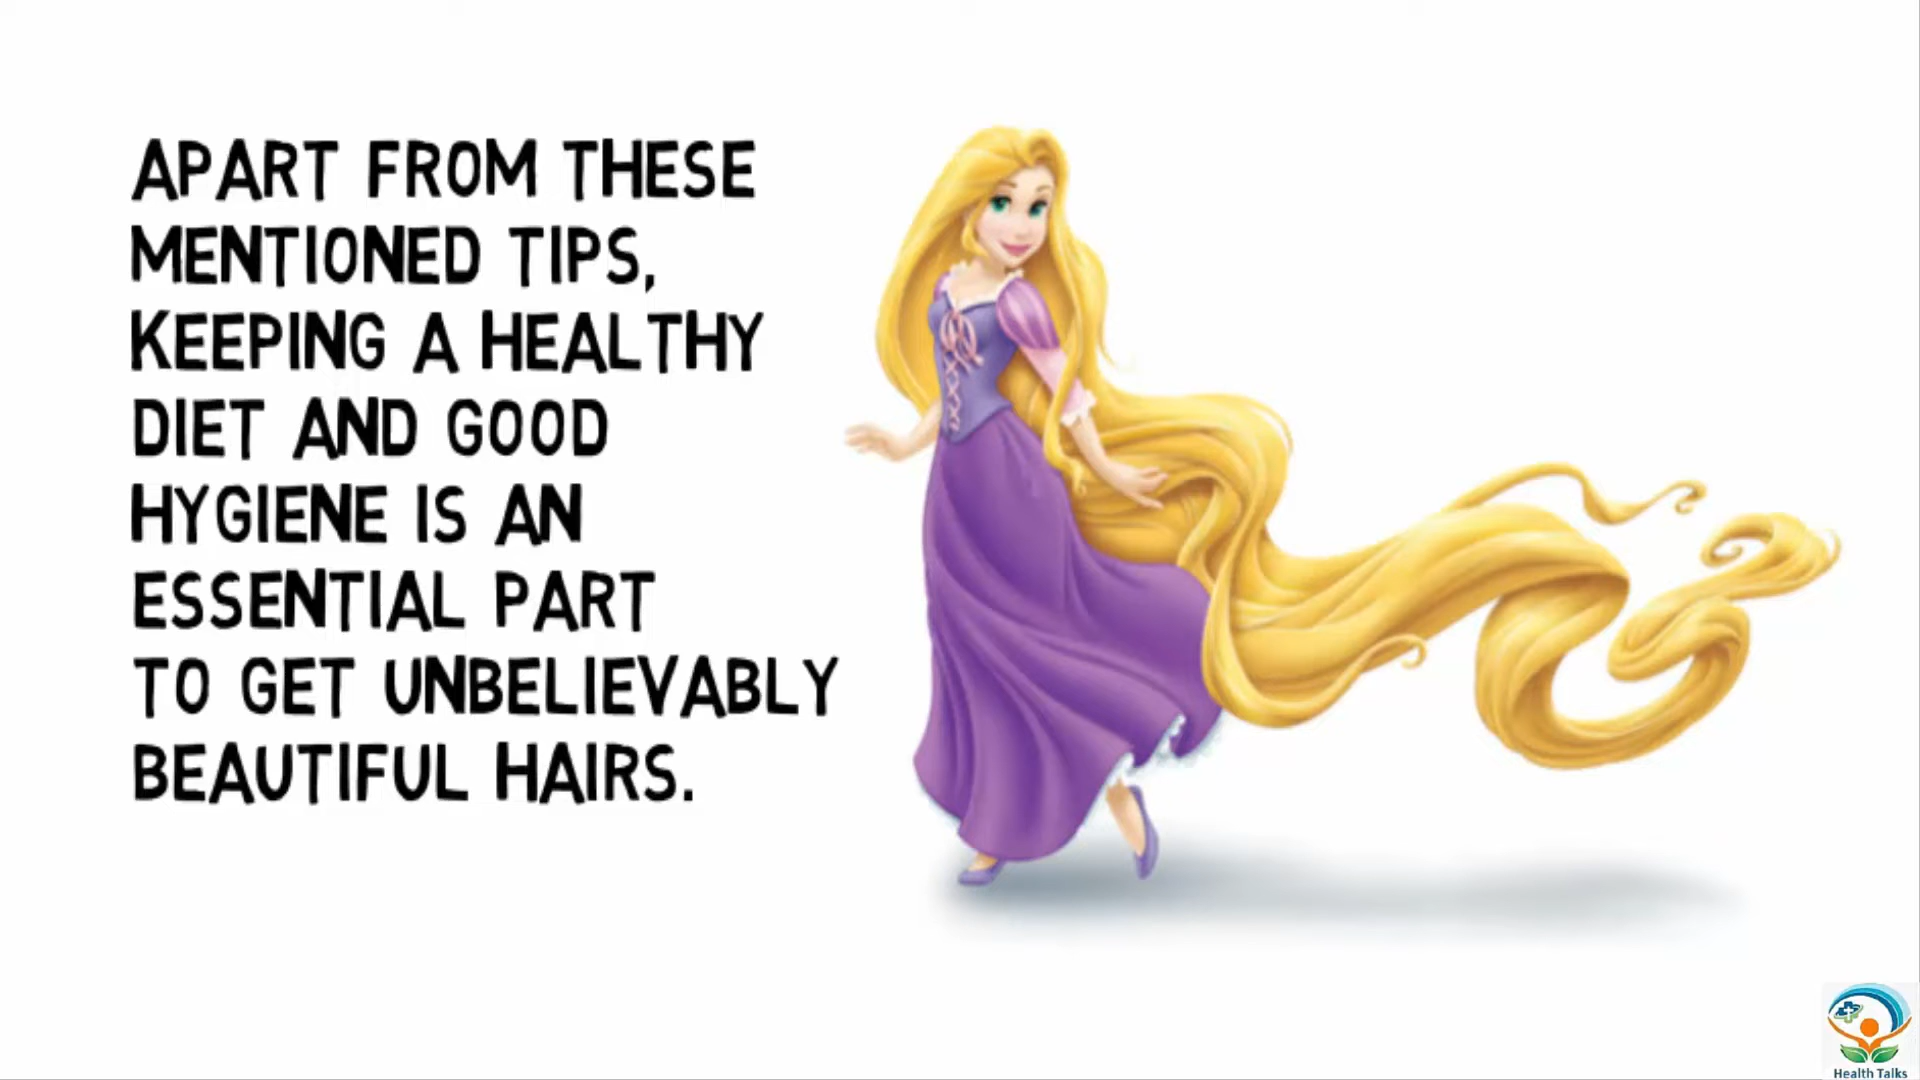 APART FROM THESE
MENTIONED TIPS,
KEEPING A HEALTHY
DIET AND GOOD
HYGIENE IS AN
ESSENTIAL PART
TO GET UNBELIEVABLY
BEAUTIFUL HAIRS.
Health Talks